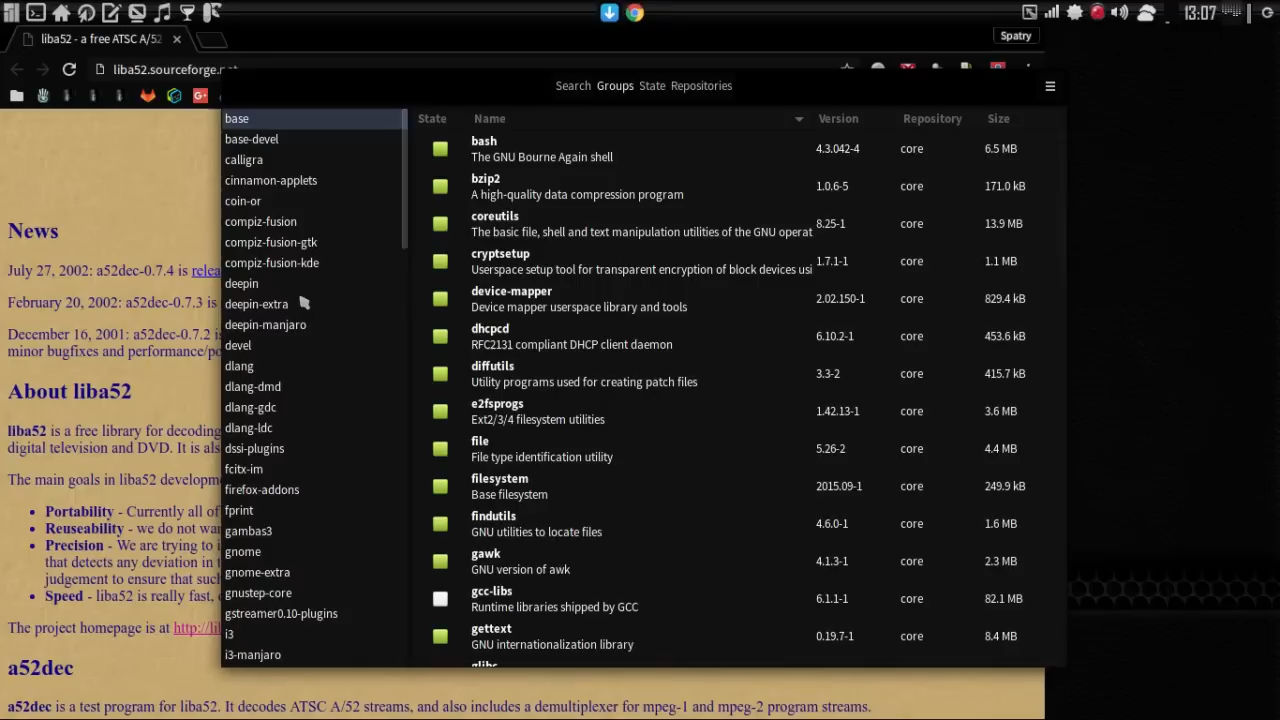 13:07
liba52 - a free ATSC A/52
Spatry
liba52.sourceforge.net
News
July 27, 2002: a52dec-0.7.4 is
February 20, 2002: a52dec-0.7.3 is
December 16, 2001: a52dec-0.7.2 is
minor bugfixes and
About liba52
liba52 is a free library for decoding
digital television and DVD. It is
The main goals in liba52
Portability - Currently all of
Reuseability - we do not
Precision - We are trying to
that detects any deviation in
judgement to ensure that
Speed - liba52 is really fast,
The project homepage is at
a52dec
a52dec is a test program for liba52. It decodes ATSC A/52 streams, and also includes a demultiplexer for mpeg-1 and mpeg-2 program streams.
Search Groups State Repositories
base
base-devel
calligra
cinnamon-applets
coin-or
compiz-fusion
compiz-fusion-gtk
compiz-fusion-kde
deepin
deepin-extra
deepin-manjaro
devel
dlang
dlang-dmd
dlang-gdc
dlang-ldc
dssi-plugins
fcitx-im
firefox-addons
fprint
gambas3
gnome
gnome-extra
gnustep-core
gstreamer0.10-plugins
i3
i3-manjaro
State Name Version Repository Size
bash
The GNU Bourne Again shell
4.3.042-4 core 6.5 MB
bzip2
A high-quality data compression program
1.0.6-5 core 171.0 kB
coreutils
The basic file, shell and text manipulation utilities of the GNU operat
8.25-1 core 13.9 MB
cryptsetup
Userspace setup tool for transparent encryption of block devices usi
1.7.1-1 core 1.1 MB
device-mapper
Device mapper userspace library and tools
2.02.150-1 core 829.4 kB
dhcpcd
RFC2131 compliant DHCP client daemon
6.10.2-1 core 453.6 kB
diffutils
Utility programs used for creating patch files
3.3-2 core 415.7 kB
e2fsprogs
Ext2/3/4 filesystem utilities
1.42.13-1 core 3.6 MB
file
File type identification utility
5.26-2 core 4.4 MB
filesystem
Base filesystem
2015.09-1 core 249.9 kB
findutils
GNU utilities to locate files
4.6.0-1 core 1.6 MB
gawk
GNU version of awk
4.1.3-1 core 2.3 MB
gcc-libs
Runtime libraries shipped by GCC
6.1.1-1 core 82.1 MB
gettext
GNU internationalization library
0.19.7-1 core 8.4 MB
glibc